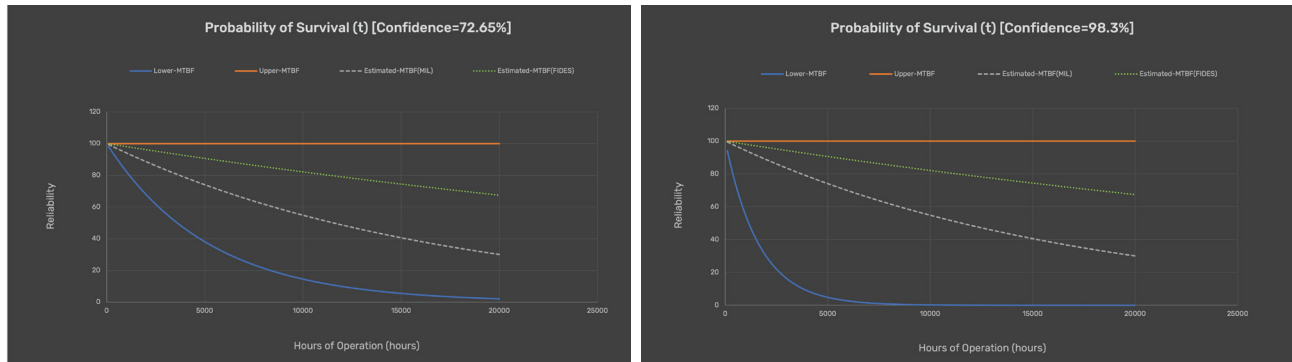 Probability of Survival (t) [Confidence=72.65%]
Lower-MTBF Upper-MTBF Estimated-MTBF(MIL) Estimated-MTBF(FIDES)
120
100
80
60
40
20
0
0 5000 10000 15000 20000 25000
Reliability
Hours of Operation (hours)
Probability of Survival (t) [Confidence=98.3%]
Lower-MTBF Upper-MTBF Estimated-MTBF(MIL) Estimated-MTBF(FIDES)
120
100
80
60
40
20
0
0 5000 10000 15000 20000 25000
Reliability
Hours of Operation (hours)